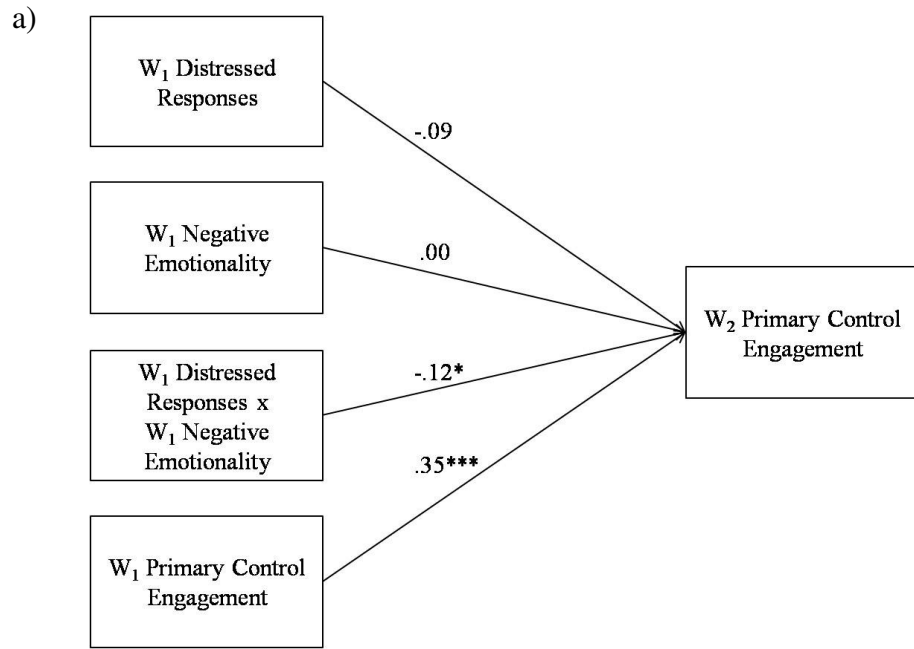 a)
W₁ Distressed
Responses
-.09
W₁ Negative
Emotionality
.00
W₂ Primary Control
Engagement
W₁ Distressed
Responses x
W₁ Negative
Emotionality
-.12*
.35***
W₁ Primary Control
Engagement